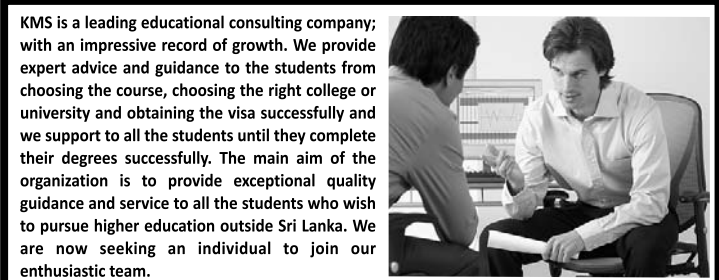 KMS is a leading educational consulting company;
with an impressive record of growth. We provide
expert advice and guidance to the students from
choosing the course, choosing the right college or
university and obtaining the visa successfully and
we support to all the students until they complete
their degrees successfully. The main aim of the
organization is to provide exceptional quality
guidance and service to all the students who wish
to pursue higher education outside Sri Lanka. We
are now seeking an individual to join our
enthusiastic team.